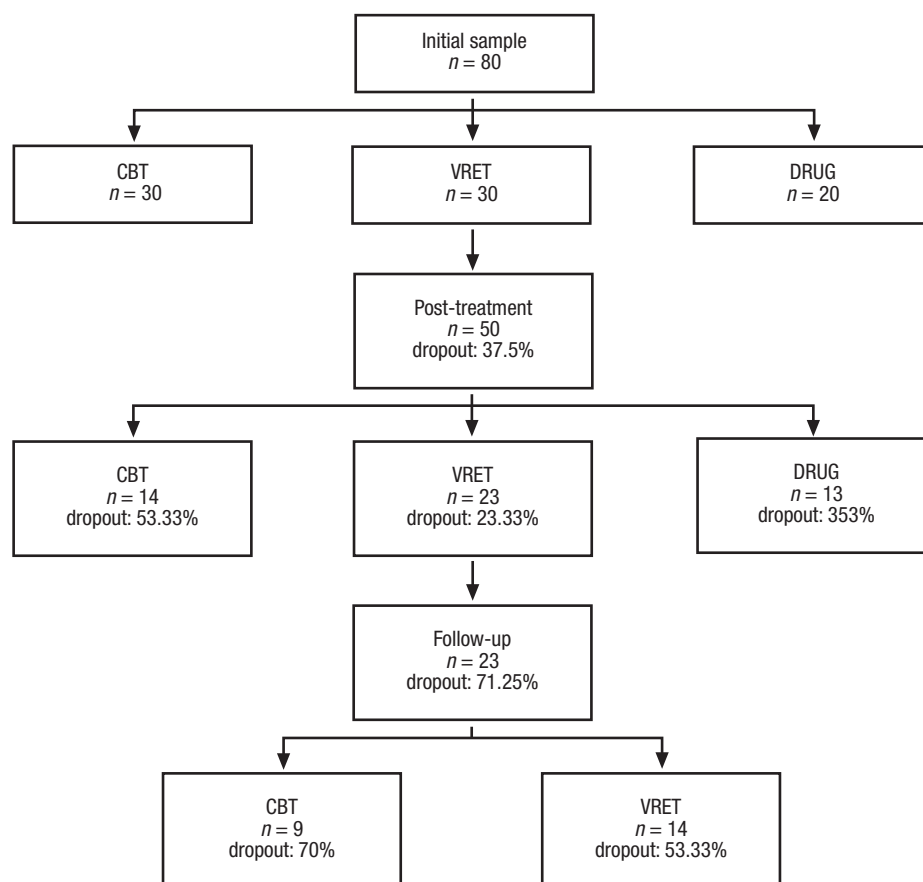 Initial sample
n = 80
CBT
n = 30
VRET
n = 30
DRUG
n = 20
Post-treatment
n = 50
dropout: 37.5%
CBT
n = 14
dropout: 53.33%
VRET
n = 23
dropout: 23.33%
DRUG
n = 13
dropout: 353%
Follow-up
n = 23
dropout: 71.25%
CBT
n = 9
dropout: 70%
VRET
n = 14
dropout: 53.33%